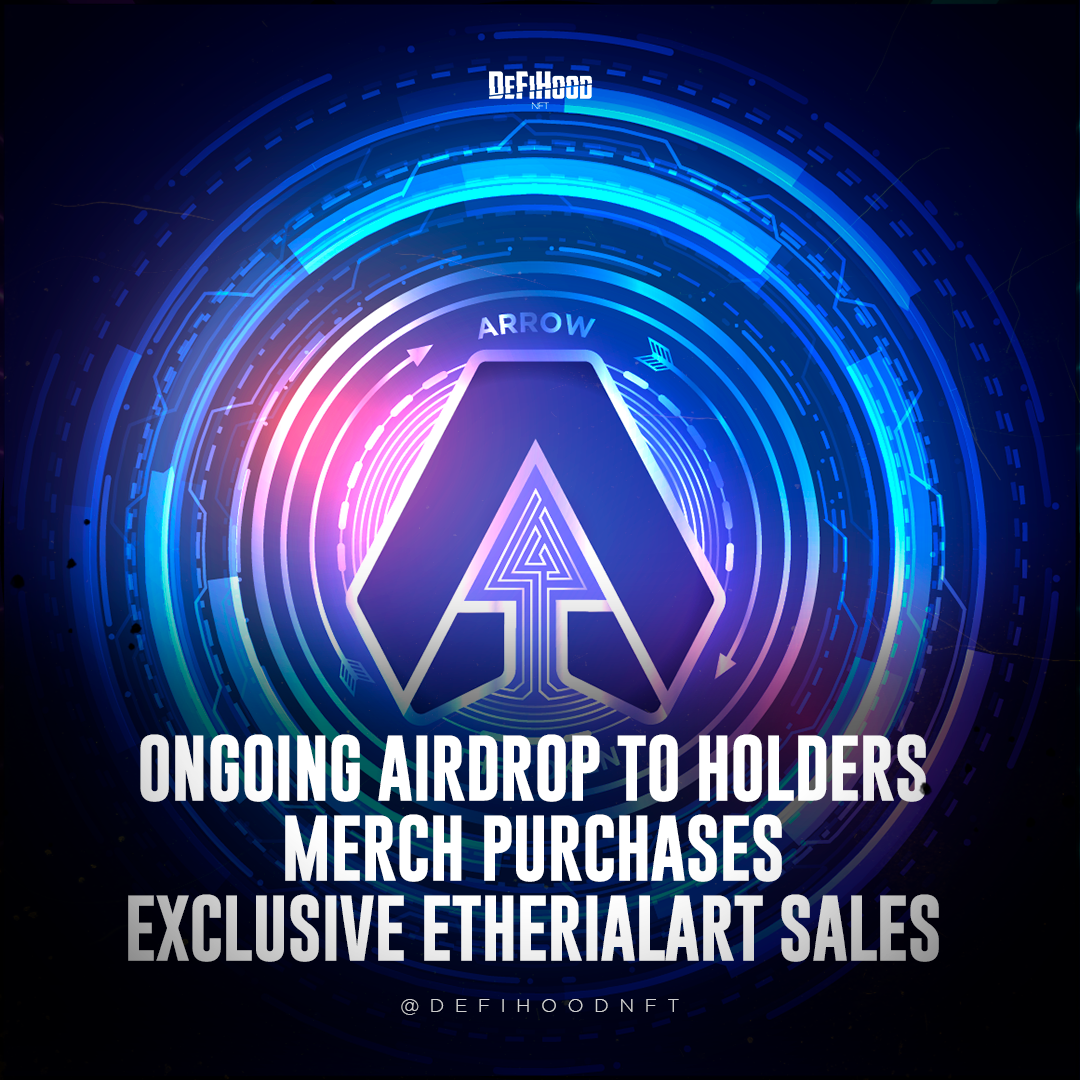 DEFIHOOD
NFT
ARROW
ONGOING AIRDROP TO HOLDERS
MERCH PURCHASES
EXCLUSIVE ETHERIALART SALES
@DEFIHOODNFT